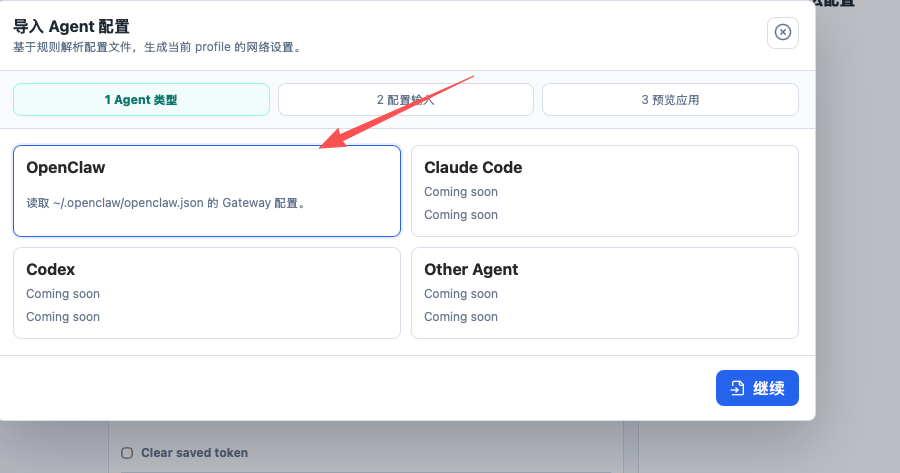 导入 Agent 配置
基于规则解析配置文件，生成当前 profile 的网络设置。
1 Agent 类型
2 配置输入
3 预览应用
OpenClaw
读取 ~/.openclaw/openclaw.json 的 Gateway 配置。
Claude Code
Coming soon
Coming soon
Codex
Coming soon
Coming soon
Other Agent
Coming soon
Coming soon
继续
Clear saved token